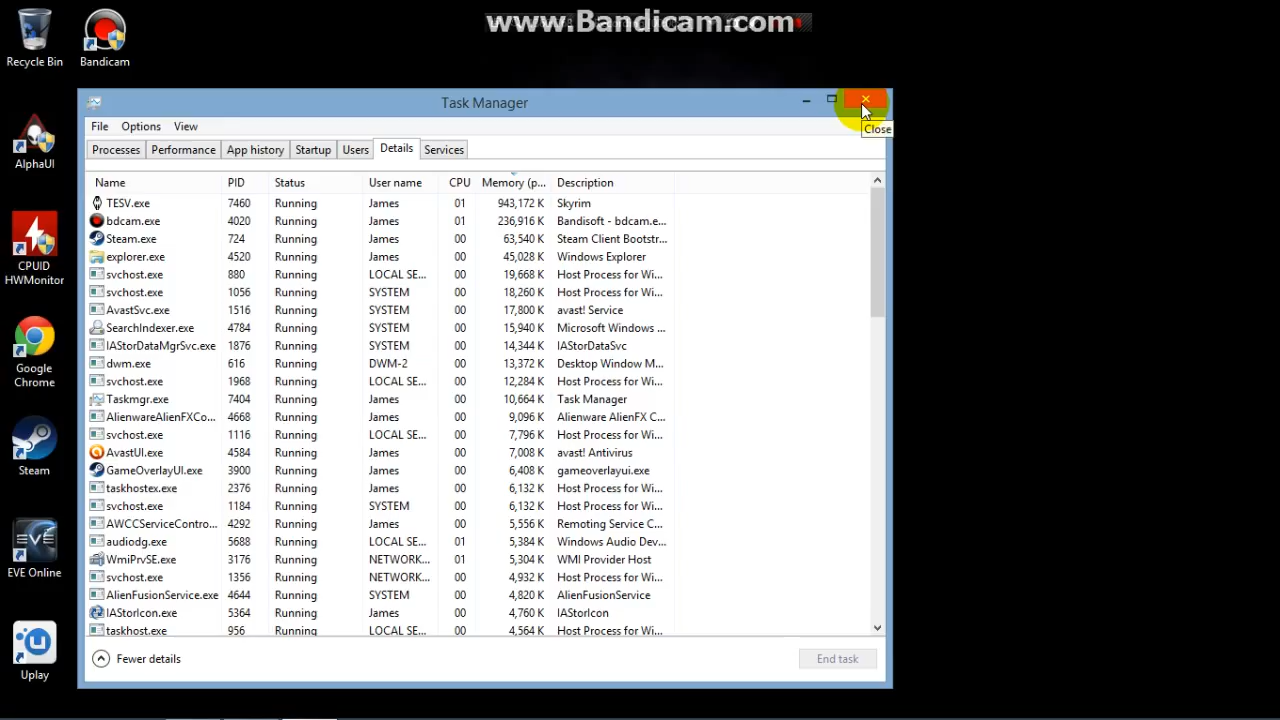 www.Bandicam.com
Recycle Bin
Bandicam
AlphaUI
CPUID
HWMonitor
Google
Chrome
Steam
EVE Online
Uplay
Task Manager
Close
File Options View
Processes Performance App history Startup Users Details Services
Name PID Status User name CPU Memory (p... Description
TESV.exe 7460 Running James 01 943,172 K Skyrim
bdcam.exe 4020 Running James 01 236,916 K Bandisoft - bdcam.e...
Steam.exe 724 Running James 00 63,540 K Steam Client Bootstr...
explorer.exe 4520 Running James 00 45,028 K Windows Explorer
svchost.exe 880 Running LOCAL SE... 00 19,668 K Host Process for Wi...
svchost.exe 1056 Running SYSTEM 00 18,260 K Host Process for Wi...
AvastSvc.exe 1516 Running SYSTEM 00 17,800 K avast! Service
SearchIndexer.exe 4784 Running SYSTEM 00 15,940 K Microsoft Windows ...
IAStorDataMgrSvc.exe 1876 Running SYSTEM 00 14,344 K IAStorDataSvc
dwm.exe 616 Running DWM-2 00 13,372 K Desktop Window M...
svchost.exe 1968 Running LOCAL SE... 00 12,284 K Host Process for Wi...
Taskmgr.exe 7404 Running James 00 10,664 K Task Manager
AlienwareAlienFXCo... 4668 Running James 00 9,096 K Alienware AlienFX C...
svchost.exe 1116 Running LOCAL SE... 00 7,796 K Host Process for Wi...
AvastUI.exe 4584 Running James 00 7,008 K avast! Antivirus
GameOverlayUI.exe 3900 Running James 00 6,408 K gameoverlayui.exe
taskhostex.exe 2376 Running James 00 6,132 K Host Process for Wi...
svchost.exe 1184 Running SYSTEM 00 6,132 K Host Process for Wi...
AWCCServiceContro... 4292 Running James 00 5,556 K Remoting Service C...
audiodg.exe 5688 Running LOCAL SE... 01 5,384 K Windows Audio Dev...
WmiPrvSE.exe 3176 Running NETWORK... 01 5,304 K WMI Provider Host
svchost.exe 1356 Running NETWORK... 00 4,932 K Host Process for Wi...
AlienFusionService.exe 4644 Running SYSTEM 00 4,820 K AlienFusionService
IAStorIcon.exe 5364 Running James 00 4,760 K IAStorIcon
taskhost.exe 956 Running LOCAL SE... 00 4,564 K Host Process for Wi...
Fewer details
End task